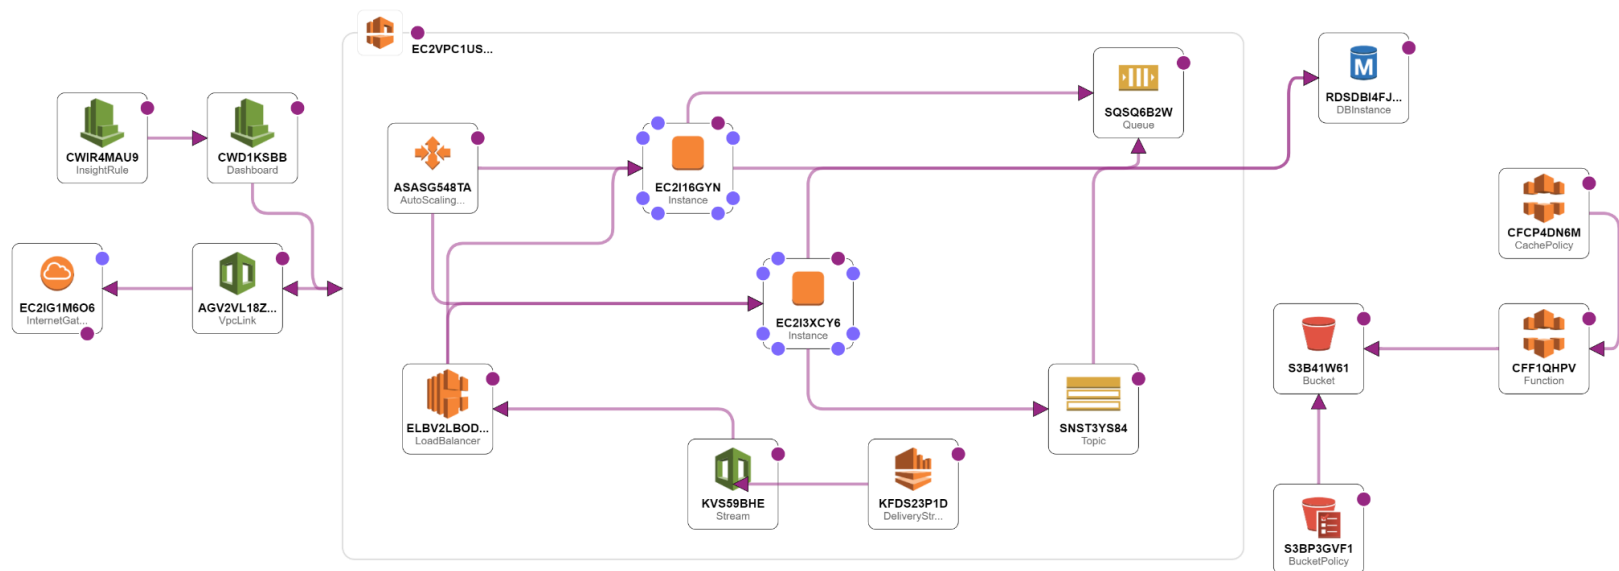 EC2VPC1US...
SQSQ6B2W
Queue
RDSDBI4FJ...
DBInstance
CWIR4MAU9
InsightRule
CWD1KSBB
Dashboard
ASASG548TA
AutoScaling...
EC2I16GYN
Instance
CFCP4DN6M
CachePolicy
EC2IG1M6O6
InternetGat...
AGV2VL18Z...
VpcLink
EC2I3XCY6
Instance
S3B41W61
Bucket
CFF1QHPV
Function
ELBV2LBOD...
LoadBalancer
SNST3YS84
Topic
KVS59BHE
Stream
KFDS23P1D
DeliveryStr...
S3BP3GVF1
BucketPolicy
M